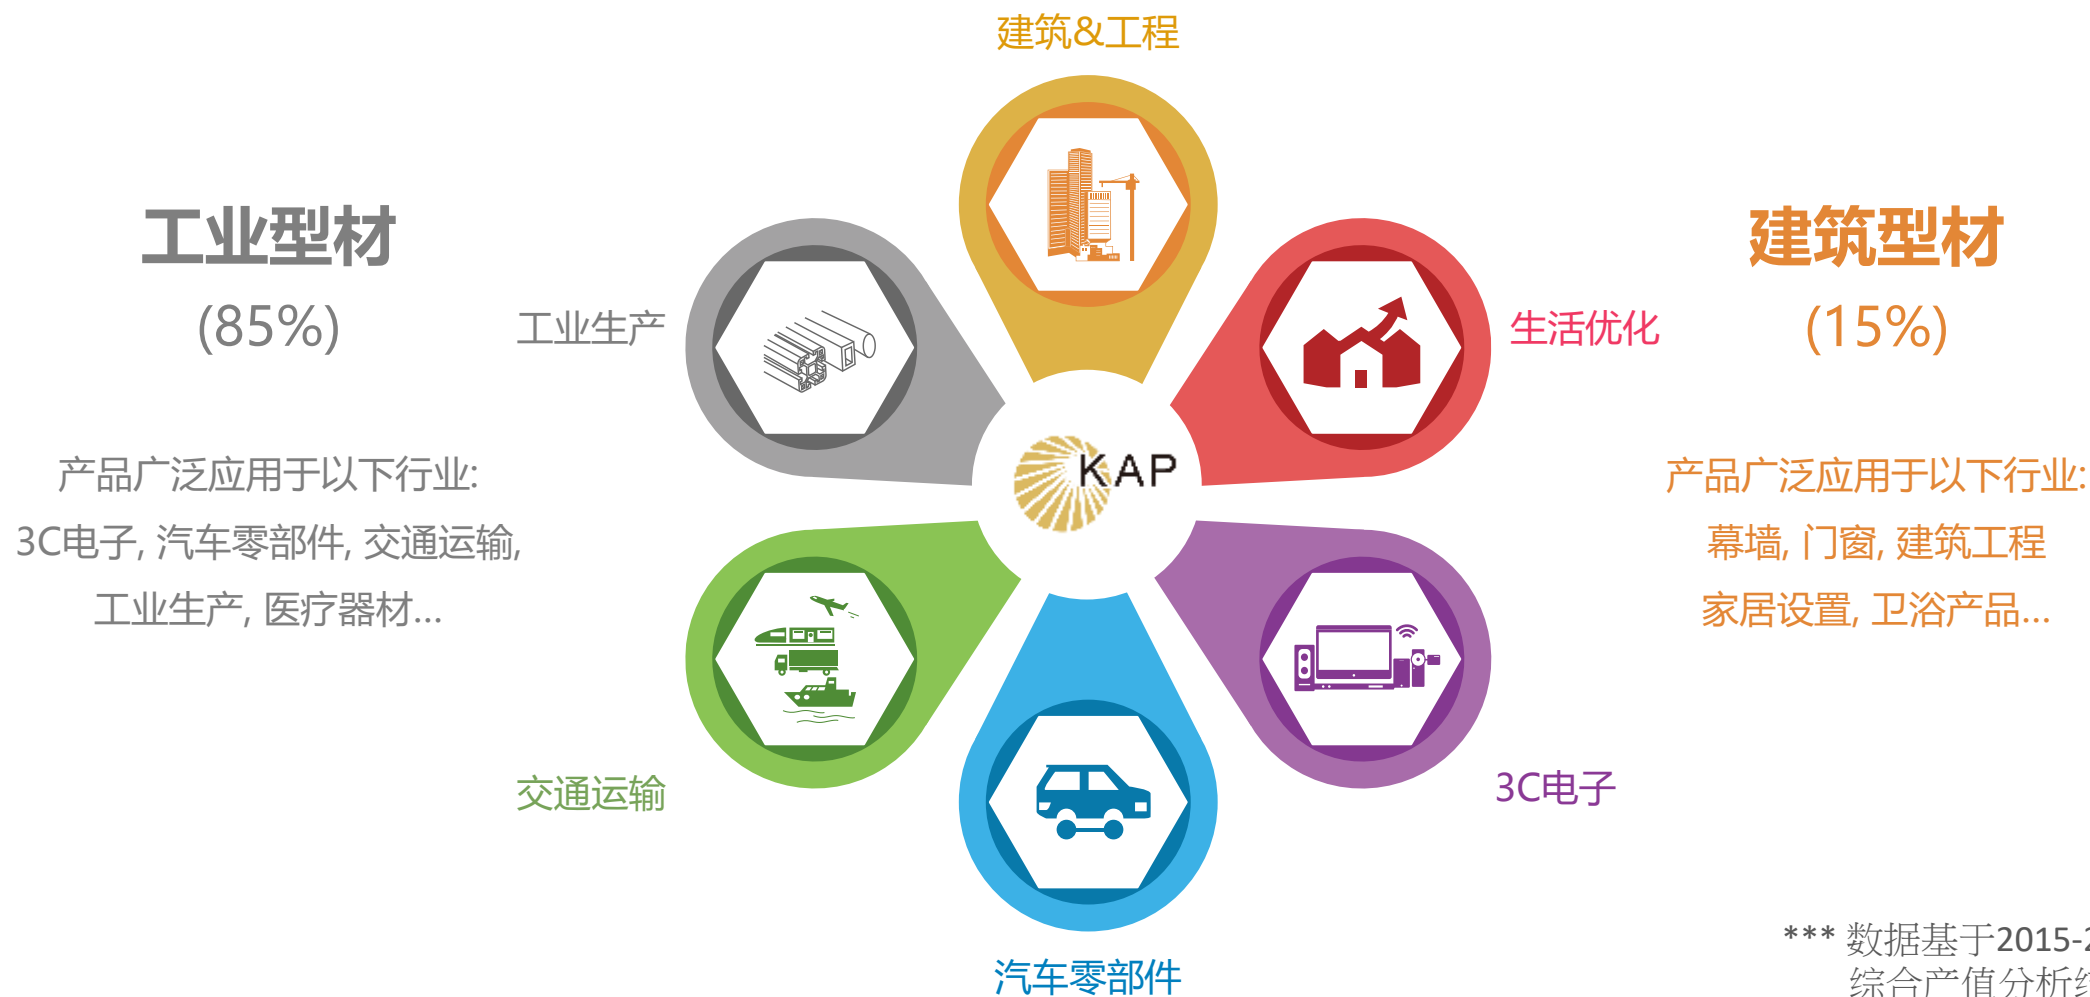 建筑&工程
工业型材
(85%)
产品广泛应用于以下行业:
3C电子, 汽车零部件, 交通运输,
工业生产, 医疗器材...
工业生产
生活优化
KAP
交通运输
3C电子
汽车零部件
建筑型材
(15%)
产品广泛应用于以下行业:
幕墙, 门窗, 建筑工程
家居设置, 卫浴产品...
*** 数据基于2015-2
综合产值分析